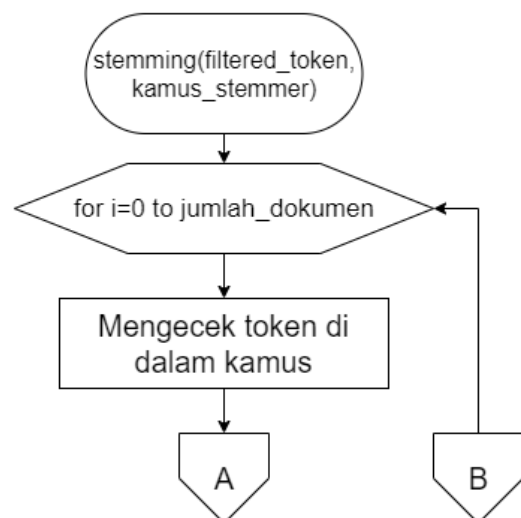 stemming(filtered_token,
kamus_stemmer)
for i=0 to jumlah_dokumen
Mengecek token di
dalam kamus
A
B